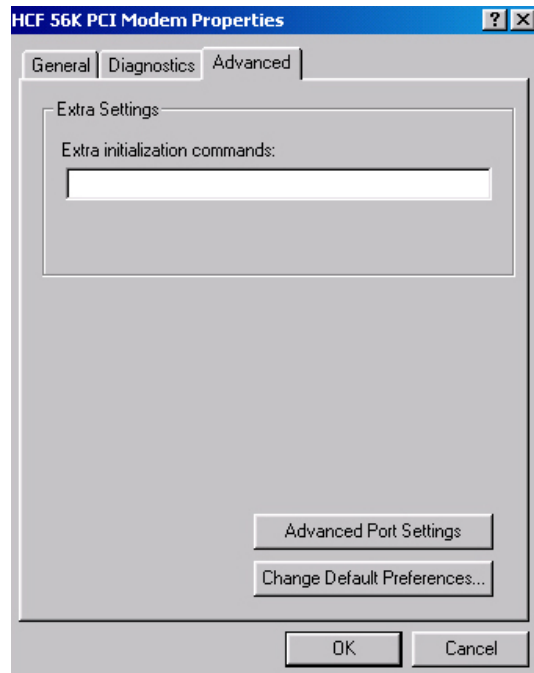 HCF 56K PCI Modem Properties
General Diagnostics Advanced
Extra Settings
Extra initialization commands:
Advanced Port Settings
Change Default Preferences...
OK Cancel